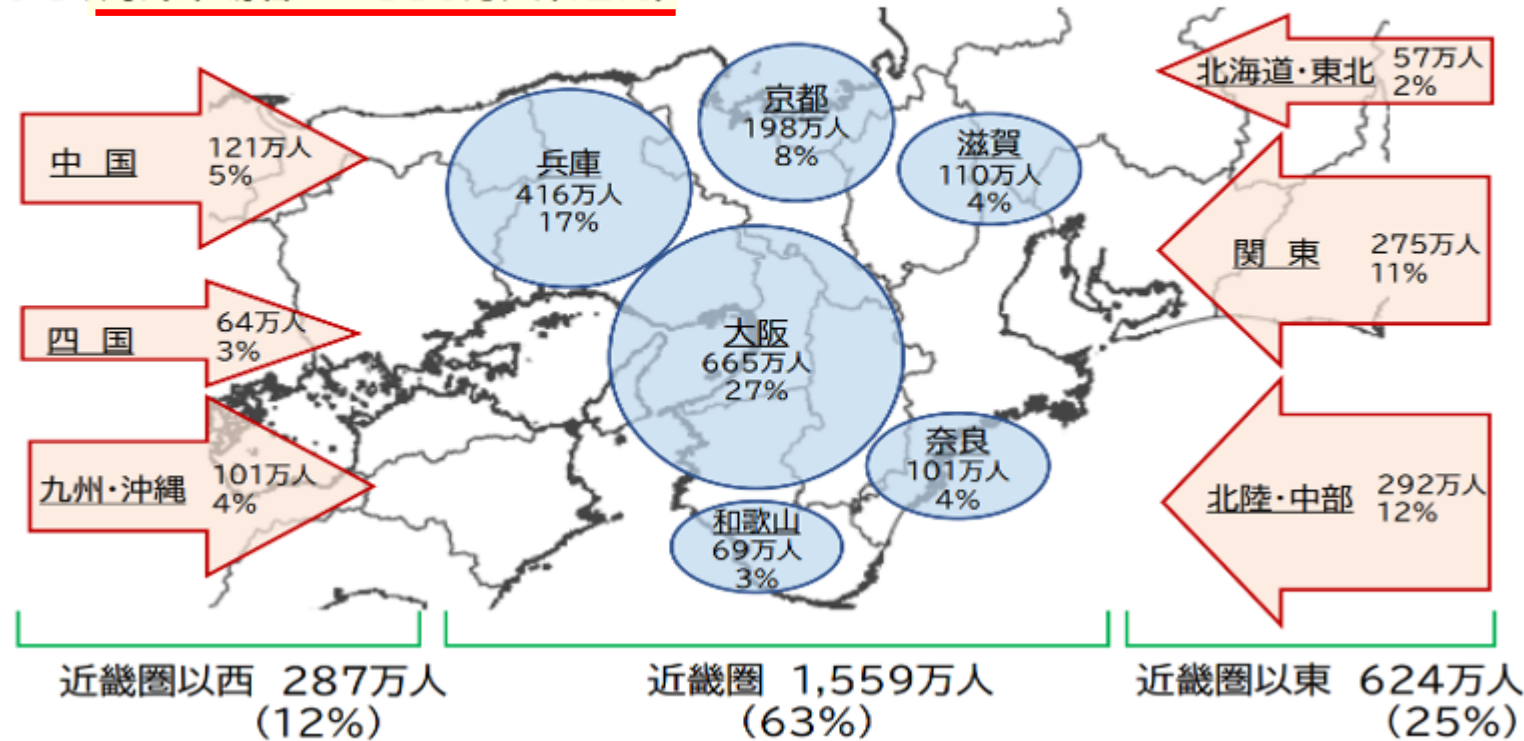 中 国
121万人
5%
四 国
64万人
3%
九州・沖縄
101万人
4%
兵庫
416万人
17%
京都
198万人
8%
滋賀
110万人
4%
大阪
665万人
27%
奈良
101万人
4%
和歌山
69万人
3%
北海道・東北
57万人
2%
関 東
275万人
11%
北陸・中部
292万人
12%
近畿圏以西 287万人
(12%)
近畿圏 1,559万人
(63%)
近畿圏以東 624万人
(25%)